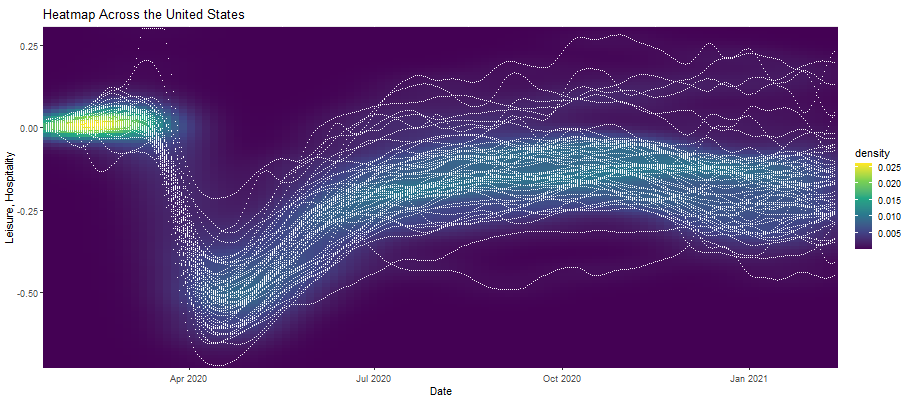 Heatmap Across the United States
Leisure, Hospitality
0.25
0.00
-0.25
-0.50
Apr 2020
Jul 2020
Oct 2020
Jan 2021
Date
density
0.025
0.020
0.015
0.010
0.005